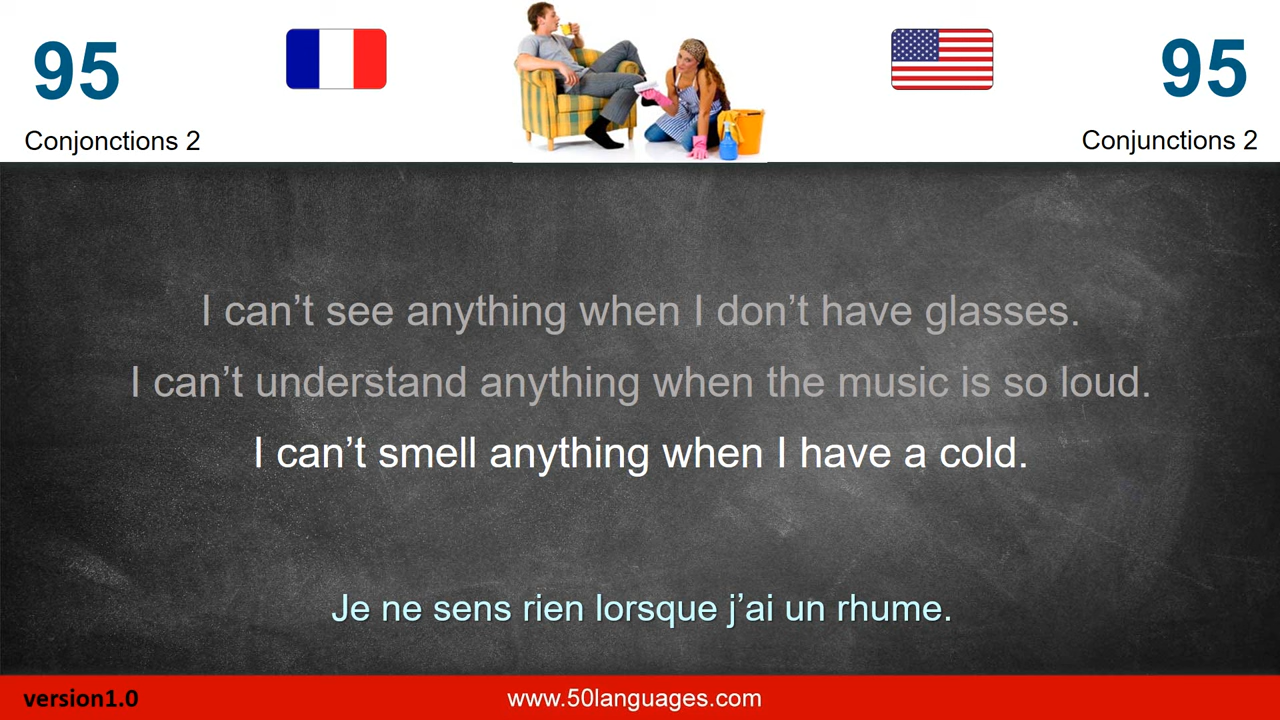 95
95
Conjonctions 2
Conjunctions 2
I can’t see anything when I don’t have glasses.
I can’t understand anything when the music is so loud.
I can’t smell anything when I have a cold.
Je ne sens rien lorsque j’ai un rhume.
version1.0
www.50languages.com